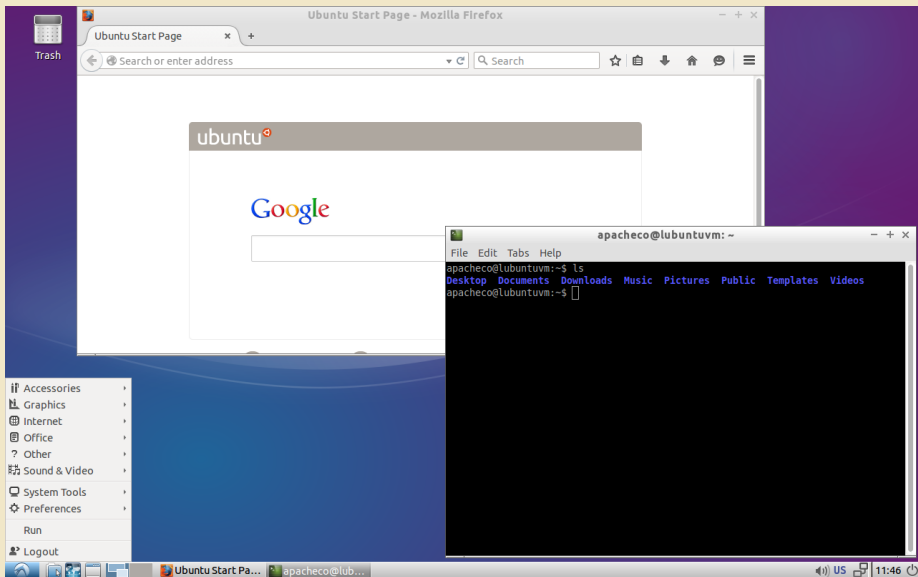 Trash
Ubuntu Start Page - Mozilla Firefox
Ubuntu Start Page
Search or enter address
Search
ubuntu
Google
apacheco@lubuntuvm: ~
File Edit Tabs Help
apacheco@lubuntuvm:~$ ls
Desktop Documents Downloads Music Pictures Public Templates Videos
apacheco@lubuntuvm:~$
Accessories
Graphics
Internet
Office
? Other
Sound & Video
System Tools
Preferences
Run
Logout
Ubuntu Start Pa...
apacheco@lub...
US
11:46